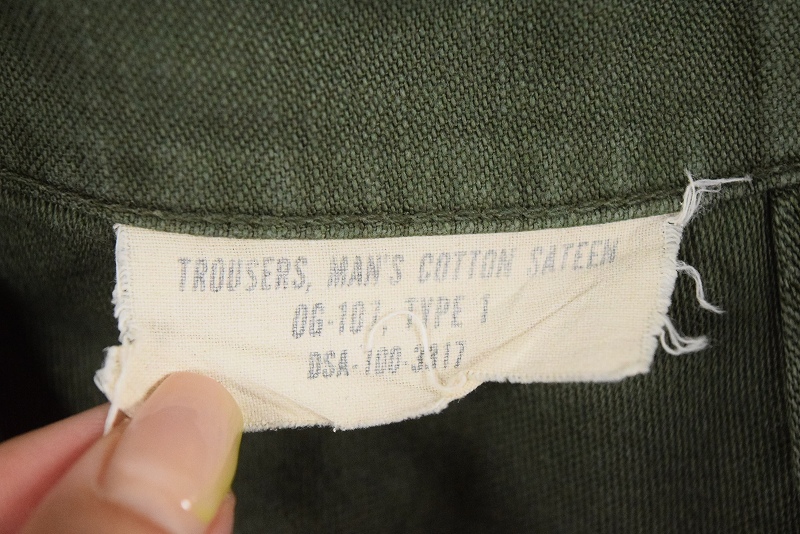 TROUSERS, MAN'S COTTON SATEEN
OG-107, TYPE 1
DSA-100-3317